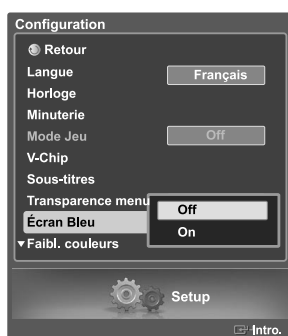 Configuration
Retour
Langue Français
Horloge
Minuterie
Mode Jeu Off
V-Chip
Sous-titres
Transparence menu
Off
Écran Bleu
On
▼Faibl. couleurs
Setup
Intro.